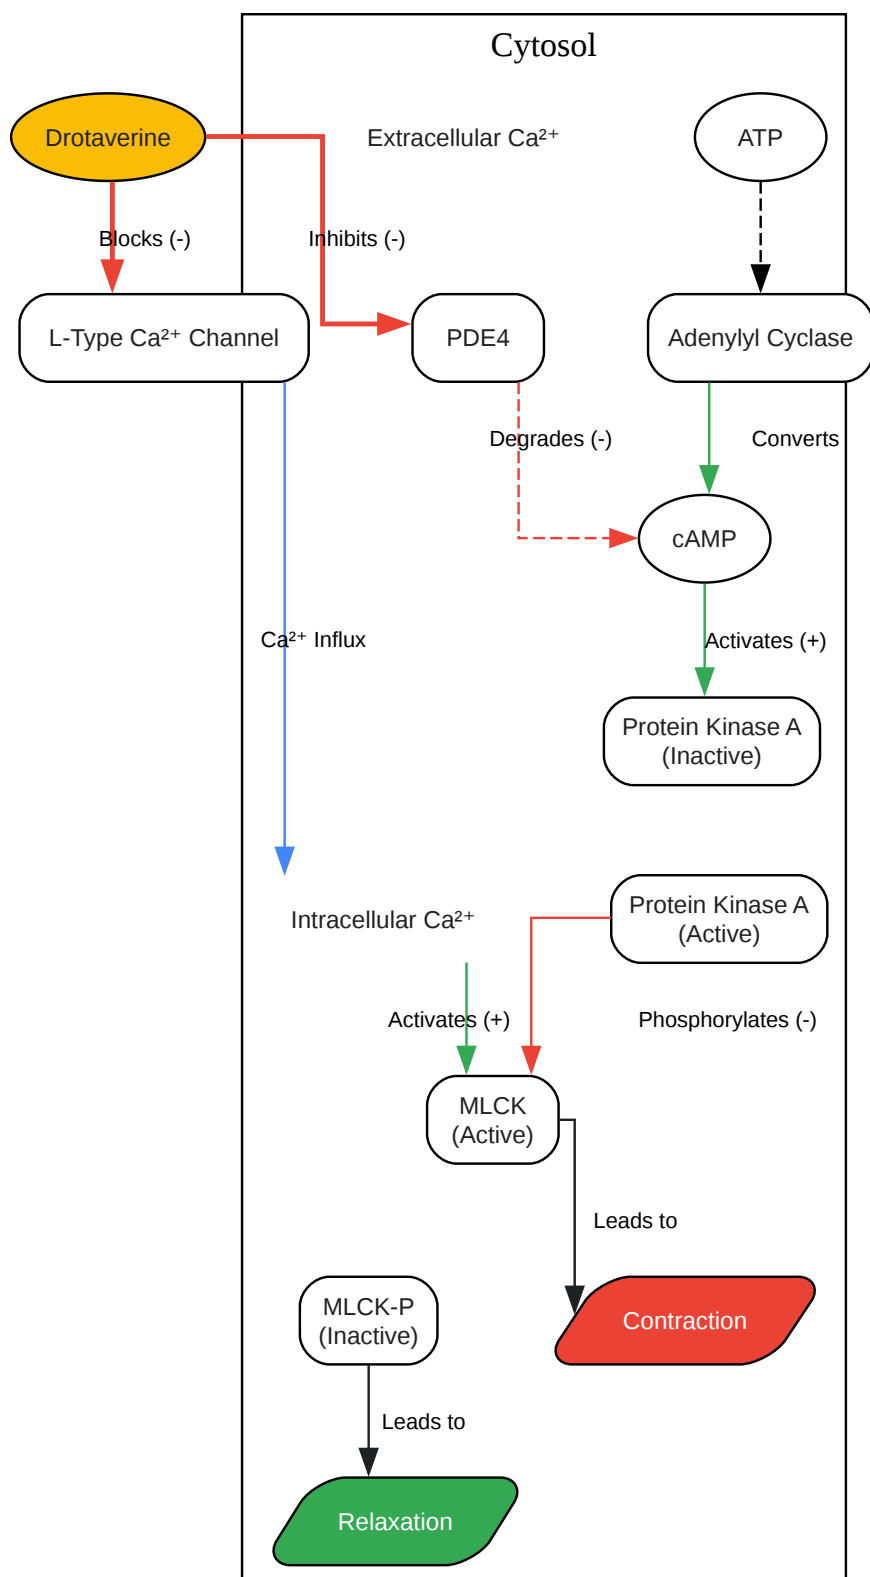 Cytosol
Drotaverine
Extracellular Ca²⁺
ATP
Blocks (-)
Inhibits (-)
L-Type Ca²⁺ Channel
PDE4
Adenylyl Cyclase
Degrades (-)
Converts
cAMP
Ca²⁺ Influx
Activates (+)
Protein Kinase A
(Inactive)
Intracellular Ca²⁺
Protein Kinase A
(Active)
Activates (+)
Phosphorylates (-)
MLCK
(Active)
Leads to
MLCK-P
(Inactive)
Contraction
Leads to
Relaxation